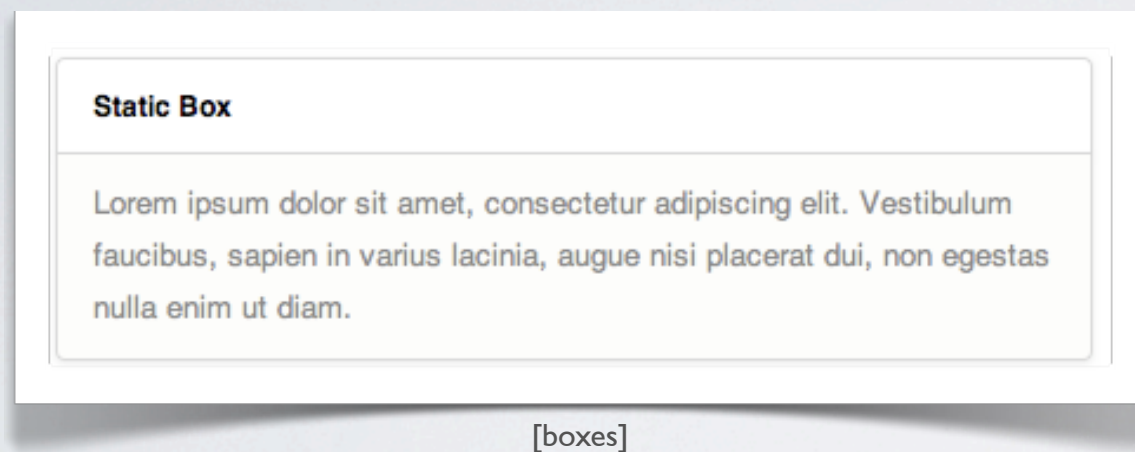 Static Box
Lorem ipsum dolor sit amet, consectetur adipiscing elit. Vestibulum
faucibus, sapien in varius lacinia, augue nisi placerat dui, non egestas
nulla enim ut diam.
[boxes]